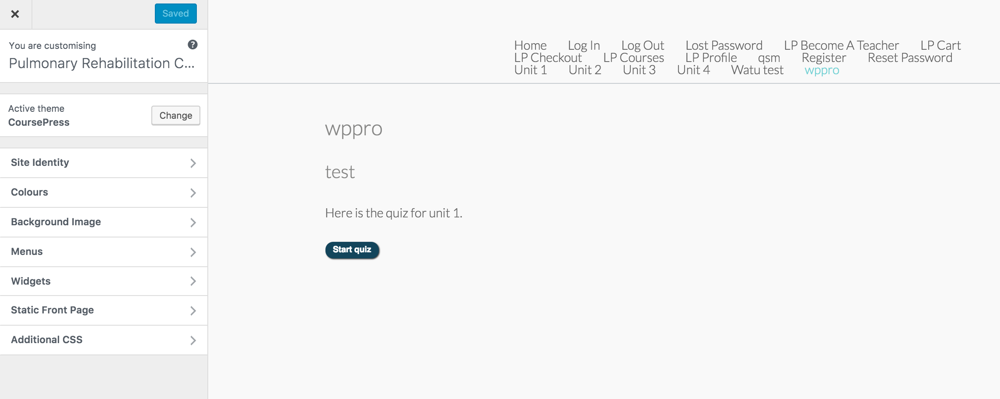 Saved
You are customising
Pulmonary Rehabilitation C...
Active theme
CoursePress
Change
Site Identity
Colours
Background Image
Menus
Widgets
Static Front Page
Additional CSS
Home Log In Log Out Lost Password LP Become A Teacher LP Cart
LP Checkout LP Courses LP Profile qsm Register Reset Password
Unit 1 Unit 2 Unit 3 Unit 4 Watu test wppro
wppro
test
Here is the quiz for unit 1.
Start quiz